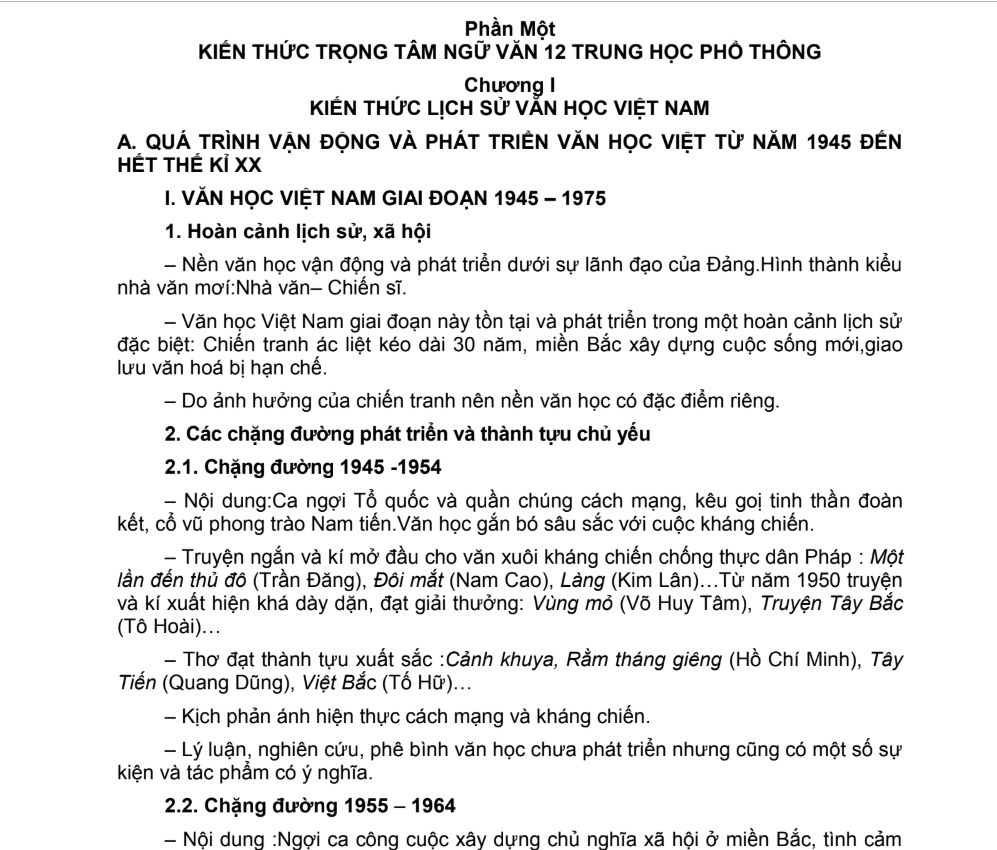 Phần Một
KIẾN THỨC TRỌNG TÂM NGỮ VĂN 12 TRUNG HỌC PHỔ THÔNG
Chương I
KIẾN THỨC LỊCH SỬ VĂN HỌC VIỆT NAM
A. QUÁ TRÌNH VẬN ĐỘNG VÀ PHÁT TRIỂN VĂN HỌC VIỆT TỪ NĂM 1945 ĐẾN
HẾT THẾ KỈ XX
I. VĂN HỌC VIỆT NAM GIAI ĐOẠN 1945 – 1975
1. Hoàn cảnh lịch sử, xã hội
– Nền văn học vận động và phát triển dưới sự lãnh đạo của Đảng.Hình thành kiểu
nhà văn mơí:Nhà văn– Chiến sĩ.
– Văn học Việt Nam giai đoạn này tồn tại và phát triển trong một hoàn cảnh lịch sử
đặc biệt: Chiến tranh ác liệt kéo dài 30 năm, miền Bắc xây dựng cuộc sống mới,giao
lưu văn hoá bị hạn chế.
– Do ảnh hưởng của chiến tranh nên nền văn học có đặc điểm riêng.
2. Các chặng đường phát triển và thành tựu chủ yếu
2.1. Chặng đường 1945 -1954
– Nội dung:Ca ngợi Tổ quốc và quần chúng cách mạng, kêu goị tinh thần đoàn
kết, cổ vũ phong trào Nam tiến.Văn học gắn bó sâu sắc với cuộc kháng chiến.
– Truyện ngắn và kí mở đầu cho văn xuôi kháng chiến chống thực dân Pháp : Một
lần đến thủ đô (Trần Đăng), Đôi mắt (Nam Cao), Làng (Kim Lân)…Từ năm 1950 truyện
và kí xuất hiện khá dày dặn, đạt giải thưởng: Vùng mỏ (Võ Huy Tâm), Truyện Tây Bắc
(Tô Hoài)…
– Thơ đạt thành tựu xuất sắc :Cảnh khuya, Rằm tháng giêng (Hồ Chí Minh), Tây
Tiến (Quang Dũng), Việt Bắc (Tố Hữ)…
– Kịch phản ánh hiện thực cách mạng và kháng chiến.
– Lý luận, nghiên cứu, phê bình văn học chưa phát triển nhưng cũng có một số sự
kiện và tác phẩm có ý nghĩa.
2.2. Chặng đường 1955 – 1964
– Nội dung :Ngợi ca công cuộc xây dựng chủ nghĩa xã hội ở miền Bắc, tình cảm